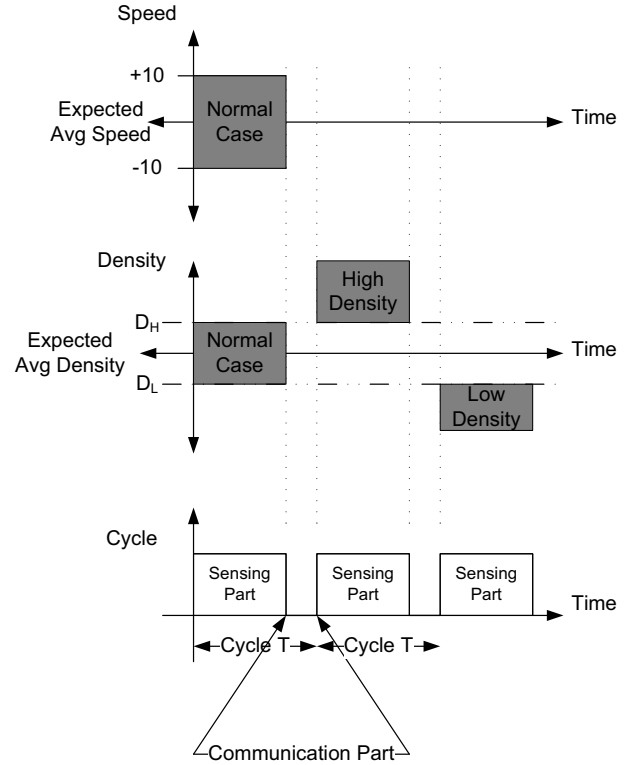 Speed
+10
Expected
Avg Speed
Normal
Case
Time
-10
Density
High
Density
DH
Expected
Avg Density
Normal
Case
Time
DL
Low
Density
Cycle
Sensing
Part
Sensing
Part
Sensing
Part
Time
Cycle T
Cycle T
Communication Part